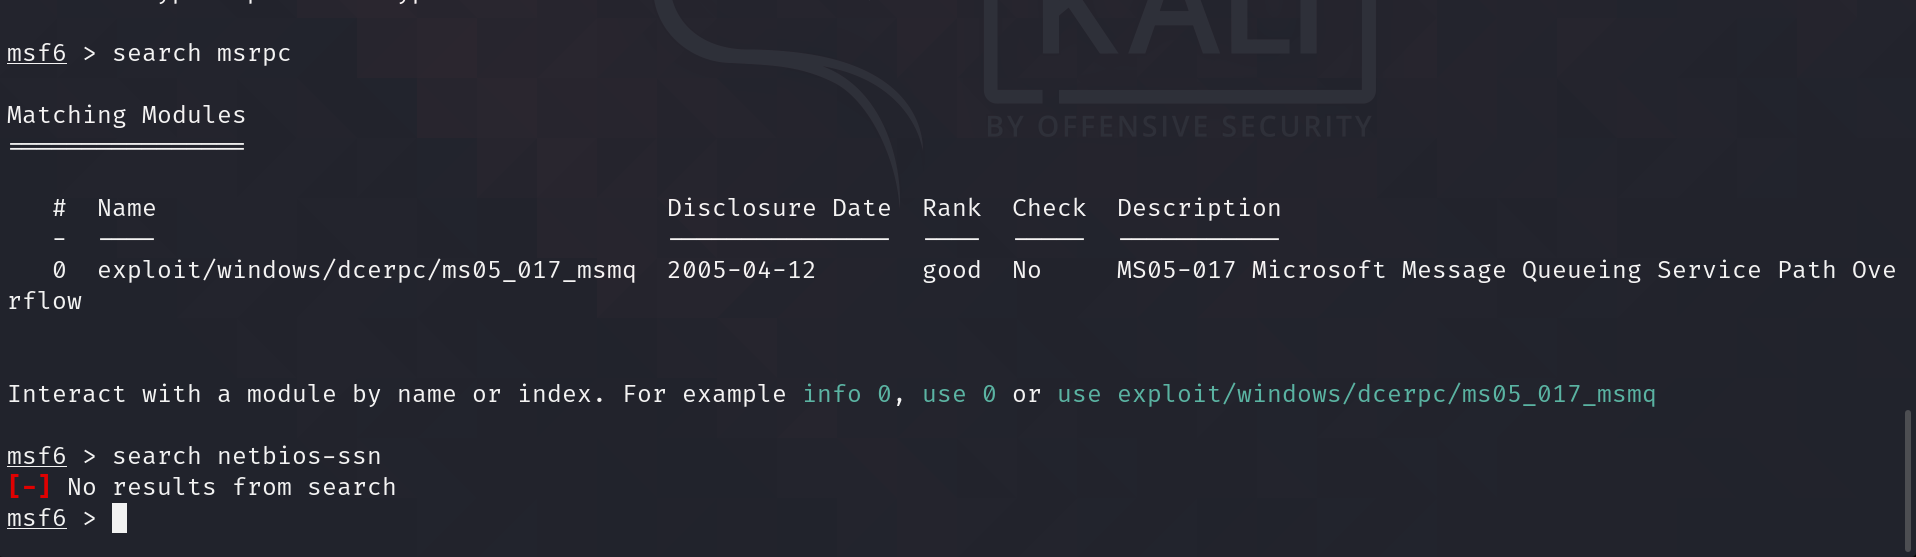 msf6 > search msrpc
KALI
BY OFFENSIVE SECURITY
Matching Modules
================
   #  Name                                  Disclosure Date  Rank  Check  Description
   -  ----                                  ---------------  ----  -----  -----------
   0  exploit/windows/dcerpc/ms05_017_msmq  2005-04-12       good  No     MS05-017 Microsoft Message Queueing Service Path Ove
rflow
Interact with a module by name or index. For example info 0, use 0 or use exploit/windows/dcerpc/ms05_017_msmq
msf6 > search netbios-ssn
[-] No results from search
msf6 >